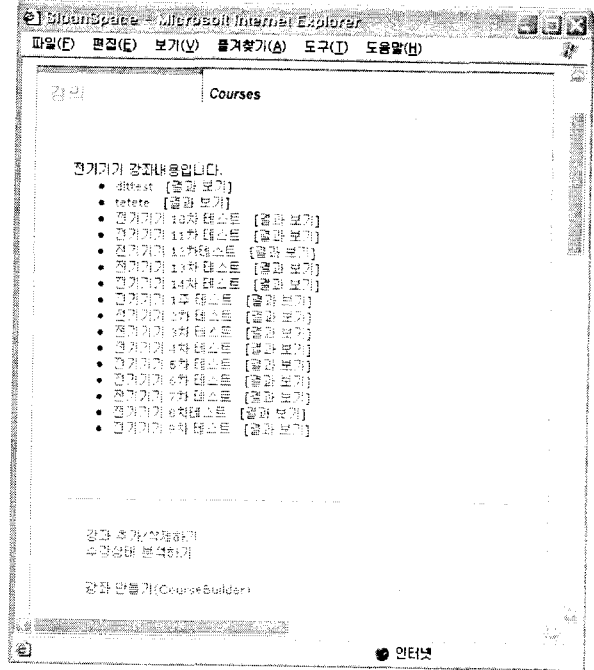 SloanSpace - Microsoft Internet Explorer
파일(F) 편집(E) 보기(V) 즐겨찾기(A) 도구(T) 도움말(H)
Courses
전기기기 강좌내용입니다.
dittest [결과 보기]
tetete [결과 보기]
전기기기 10차 테스트 [결과 보기]
전기기기 11차 테스트 [결과 보기]
전기기기 12차테스트 [결과 보기]
전기기기 13차 테스트 [결과 보기]
전기기기 14차 테스트 [결과 보기]
전기기기 1주 테스트 [결과 보기]
전기기기 2차 테스트 [결과 보기]
전기기기 3차 테스트 [결과 보기]
전기기기 4차 테스트 [결과 보기]
전기기기 5차 테스트 [결과 보기]
전기기기 6차 테스트 [결과 보기]
전기기기 7차 테스트 [결과 보기]
전기기기 8차테스트 [결과 보기]
전기기기 9차 테스트 [결과 보기]
강좌 추가/삭제하기
수강상태 분석하기
강좌 만들기(CourseBuilder)
인터넷